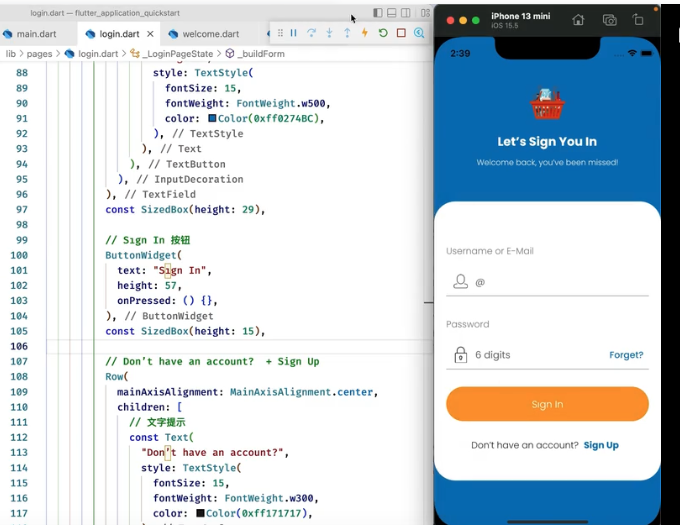 login.dart — flutter_application_quickstart
main.dart
login.dart
welcome.dart
lib > pages > login.dart > _LoginPageState > _buildForm
88 style: TextStyle(
89 fontSize: 15,
90 fontWeight: FontWeight.w500,
91 color: Color(0xff0274BC),
92 ), // TextStyle
93 ), // Text
94 ), // TextButton
95 ), // InputDecoration
96 ), // TextField
97 const SizedBox(height: 29),
98
99 // Sign In 按钮
100 ButtonWidget(
101 text: "Sign In",
102 height: 57,
103 onPressed: () {},
104 ), // ButtonWidget
105 const SizedBox(height: 15),
106
107 // Don’t have an account? + Sign Up
108 Row(
109 mainAxisAlignment: MainAxisAlignment.center,
110 children: [
111 // 文字提示
112 const Text(
113 "Don’t have an account?",
114 style: TextStyle(
115 fontSize: 15,
116 fontWeight: FontWeight.w300,
117 color: Color(0xff171717),
iPhone 13 mini
iOS 15.5
2:39
Let’s Sign You In
Welcome back, you’ve been missed!
Username or E-Mail
@
Password
6 digits
Forget?
Sign In
Don’t have an account? Sign Up